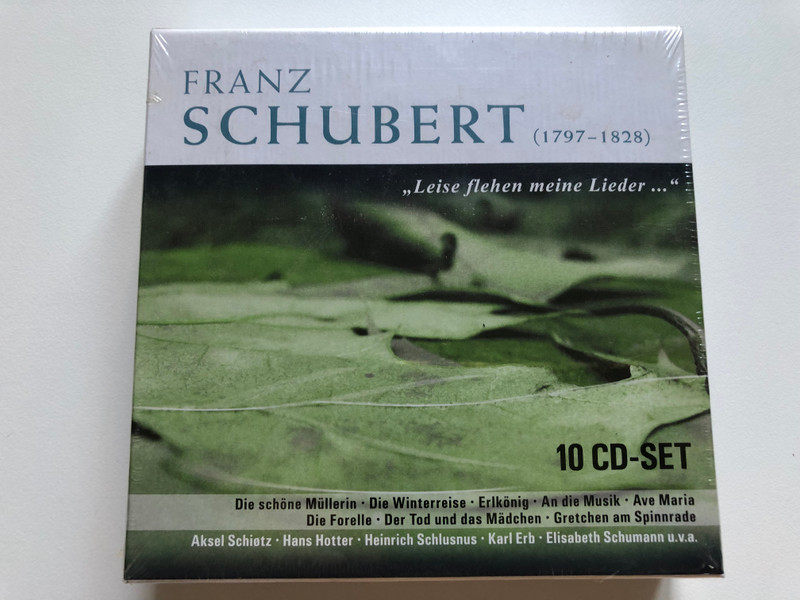 FRANZ
SCHUBERT (1797–1828)
„Leise flehen meine Lieder ...“
10 CD-SET
Die schöne Müllerin · Die Winterreise · Erlkönig · An die Musik · Ave Maria
Die Forelle · Der Tod und das Mädchen · Gretchen am Spinnrade
Aksel Schiøtz · Hans Hotter · Heinrich Schlusnus · Karl Erb · Elisabeth Schumann u.v.a.